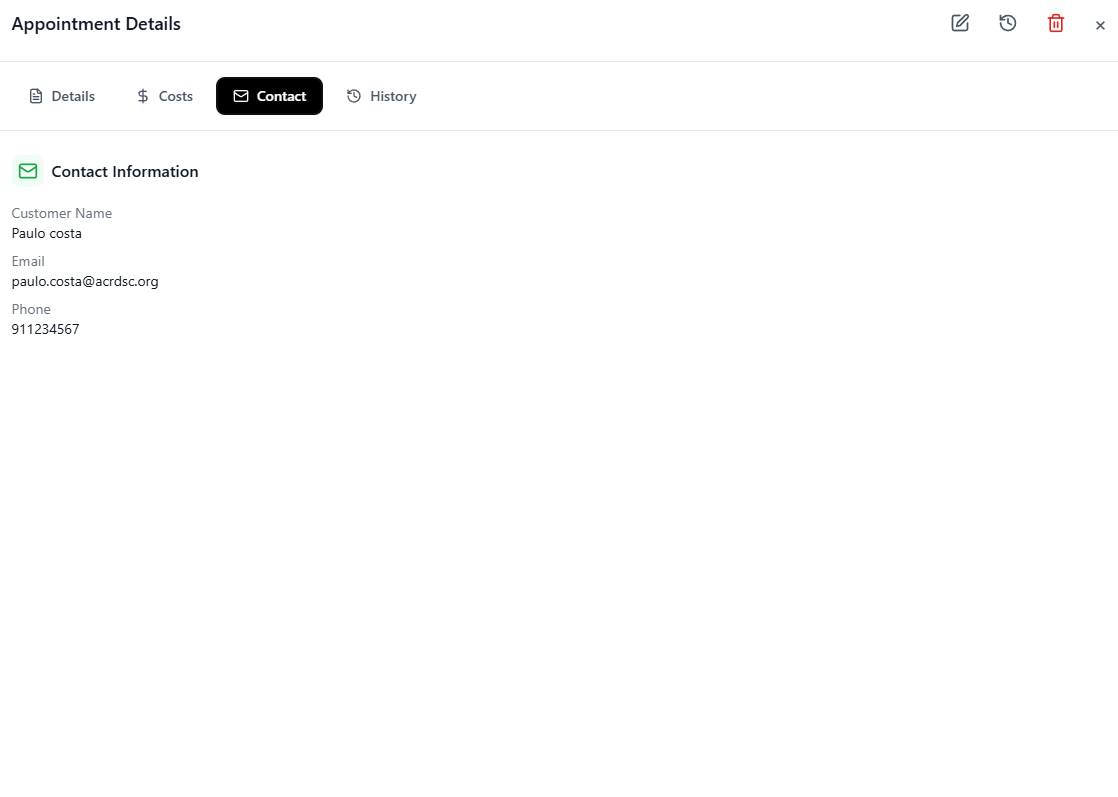 Appointment Details
Details
Costs
Contact
History
Contact Information
Customer Name
Paulo costa
Email
paulo.costa@acrdsc.org
Phone
911234567